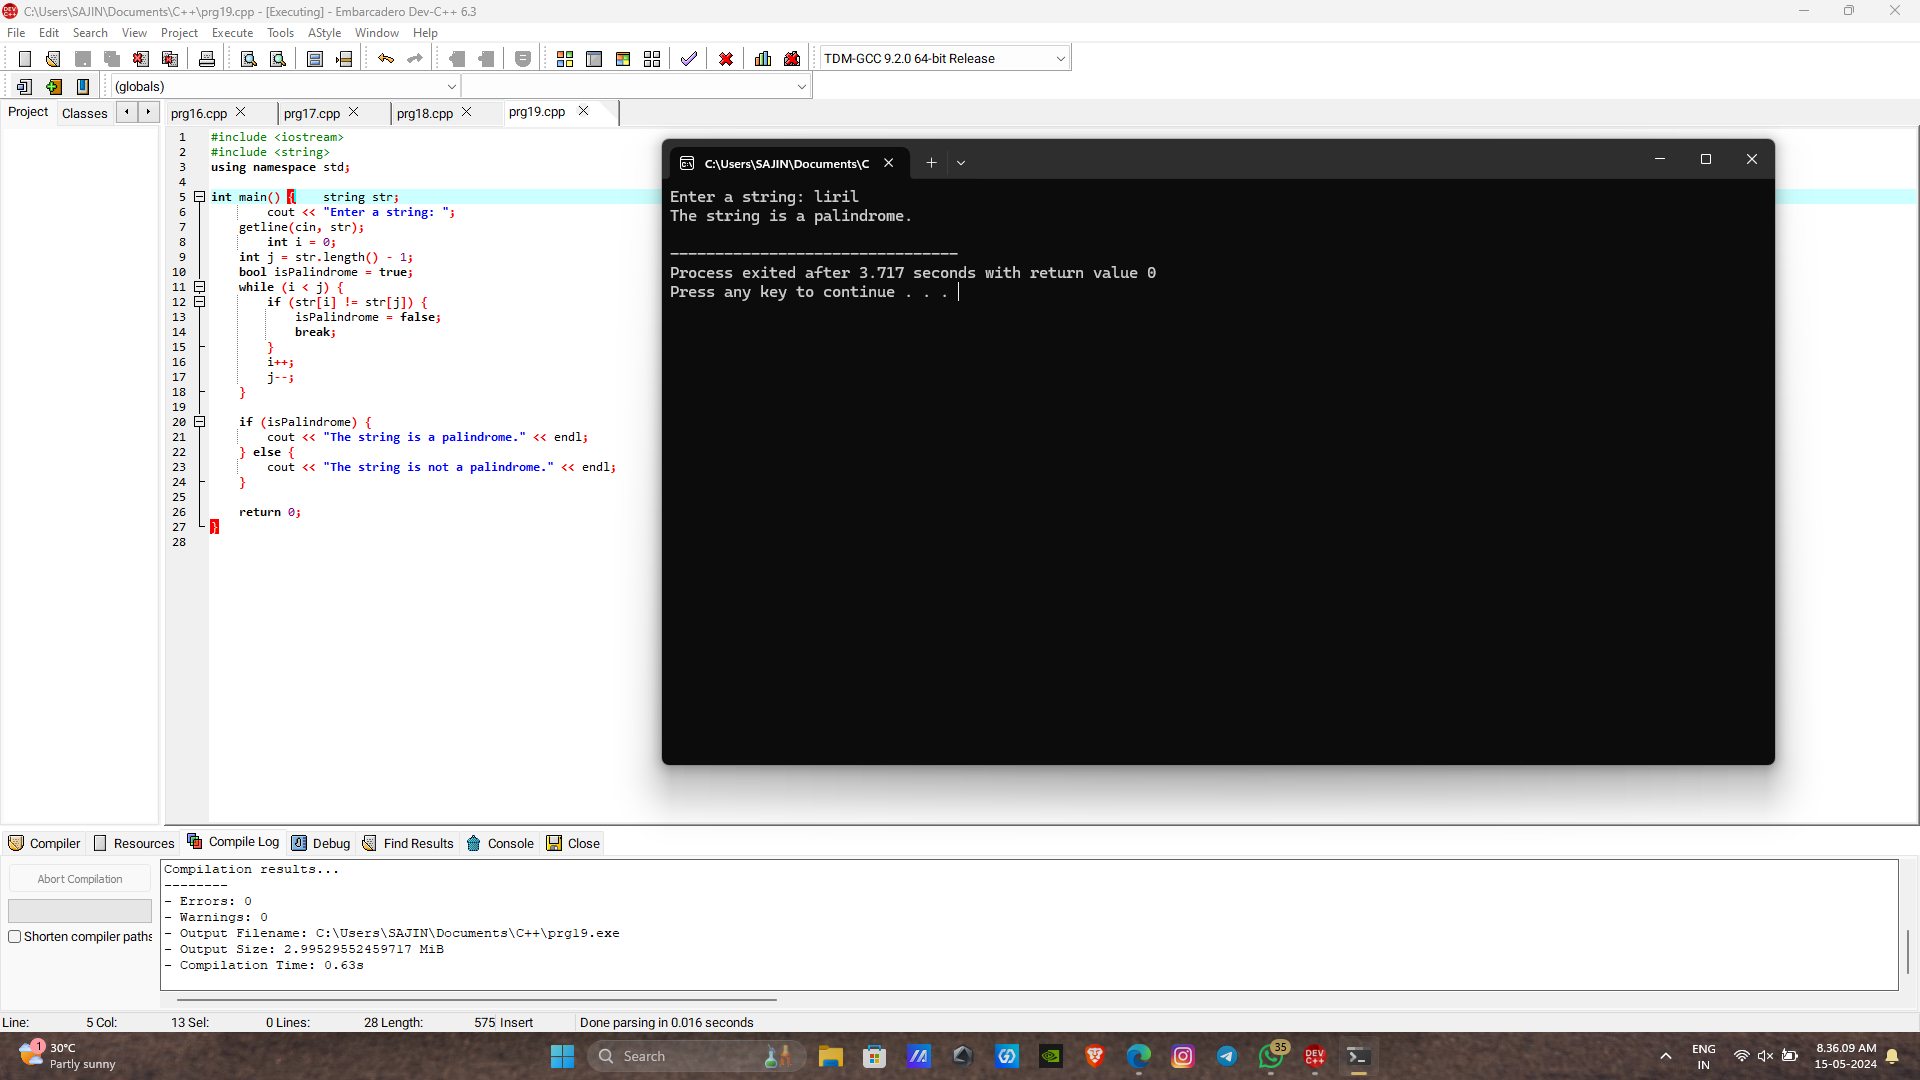 C:\Users\SAJIN\Documents\C++\prg19.cpp - [Executing] - Embarcadero Dev-C++ 6.3
File Edit Search View Project Execute Tools AStyle Window Help
TDM-GCC 9.2.0 64-bit Release
(globals)
Project Classes prg16.cpp prg17.cpp prg18.cpp prg19.cpp
1 #include <iostream>
2 #include <string>
3 using namespace std;
4
5 int main() {    string str;
6 cout << "Enter a string: ";
7 getline(cin, str);
8 int i = 0;
9 int j = str.length() - 1;
10 bool isPalindrome = true;
11 while (i < j) {
12 if (str[i] != str[j]) {
13 isPalindrome = false;
14 break;
15 }
16 i++;
17 j--;
18 }
19
20 if (isPalindrome) {
21 cout << "The string is a palindrome." << endl;
22 } else {
23 cout << "The string is not a palindrome." << endl;
24 }
25
26 return 0;
27 }
28
C:\Users\SAJIN\Documents\C
Enter a string: liril
The string is a palindrome.
--------------------------------
Process exited after 3.717 seconds with return value 0
Press any key to continue . . .
Compiler Resources Compile Log Debug Find Results Console Close
Abort Compilation
Shorten compiler paths
Compilation results...
--------
- Errors: 0
- Warnings: 0
- Output Filename: C:\Users\SAJIN\Documents\C++\prg19.exe
- Output Size: 2.99529552459717 MiB
- Compilation Time: 0.63s
Line: 5 Col: 13 Sel: 0 Lines: 28 Length: 575 Insert Done parsing in 0.016 seconds
1
30°C
Partly sunny
Search
35
DEV
C++
ENG
IN
8.36.09 AM
15-05-2024